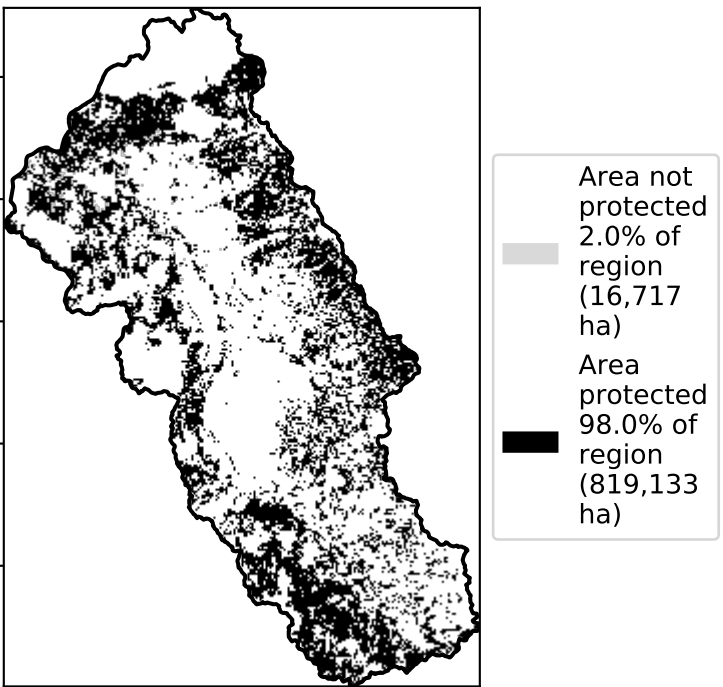 Area not
protected
2.0% of
region
(16,717
ha)
Area
protected
98.0% of
region
(819,133
ha)